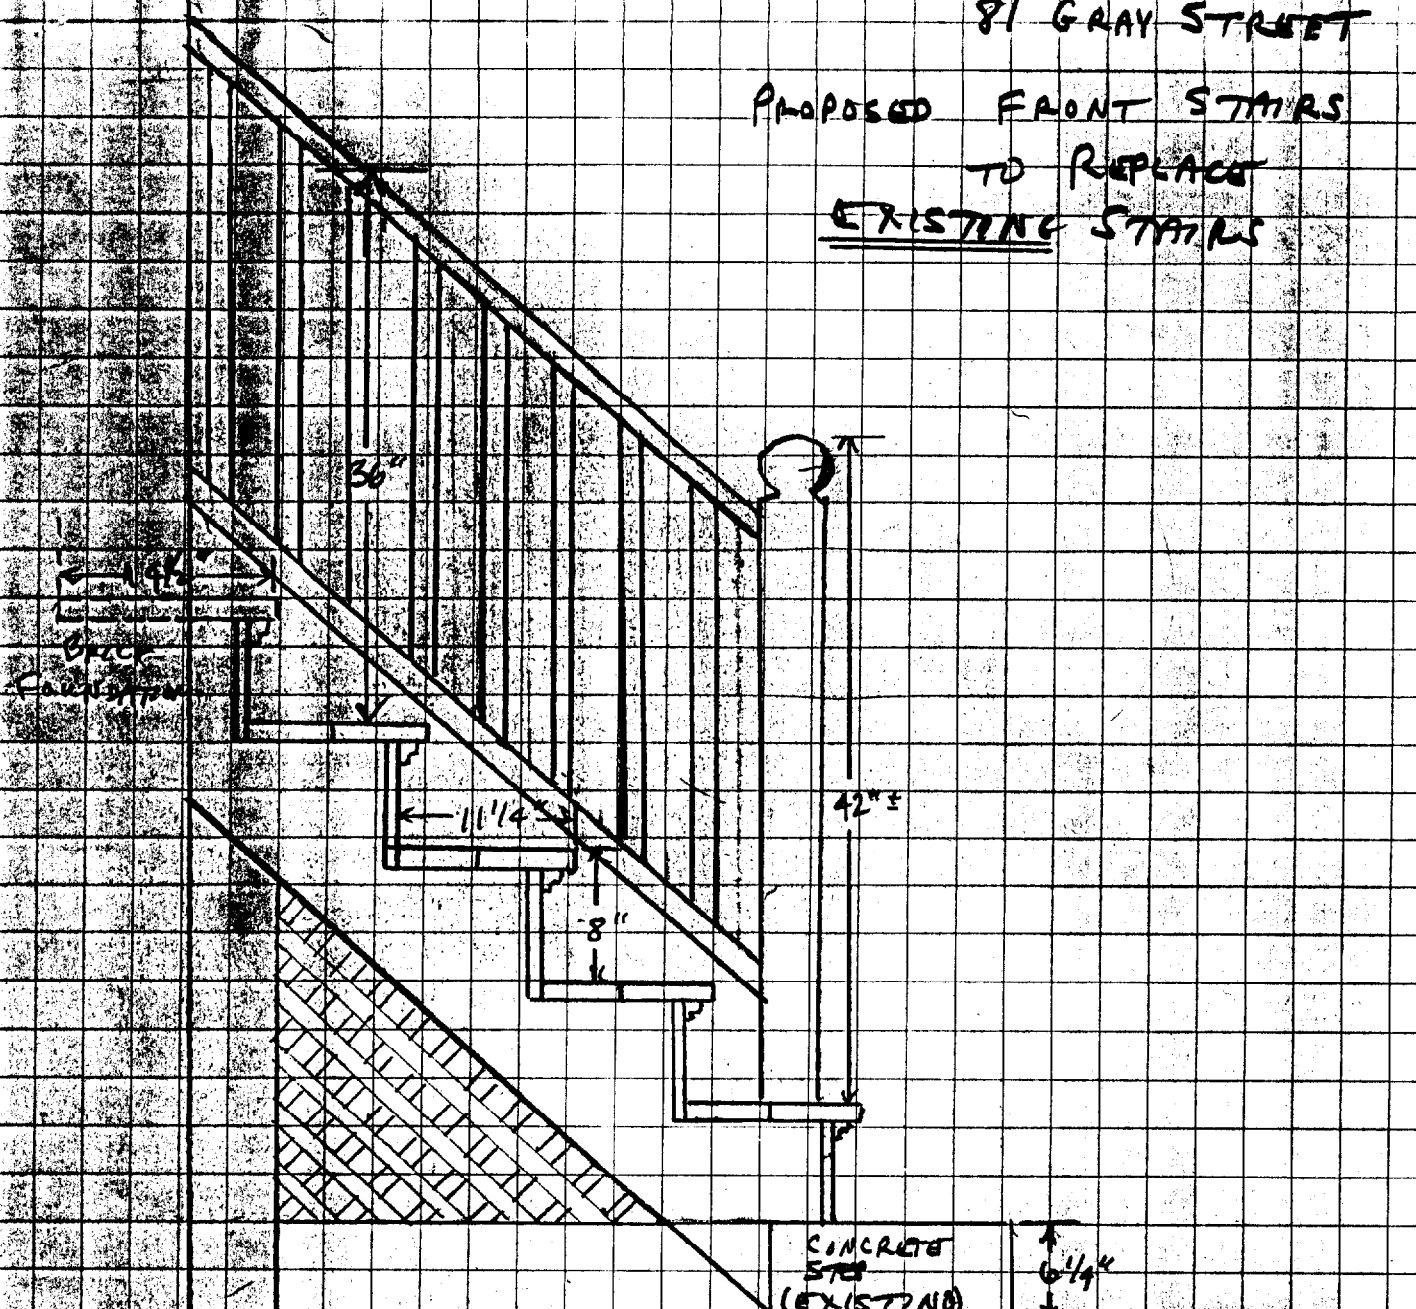 81 GRAY STREET
PROPOSED FRONT STAIRS
TO REPLACE
EXISTING STAIRS
36"
BRICK
FOUNDATION
11 1/4"
42" ±
8"
CONCRETE
STEP
(EXISTING)
6 1/4"